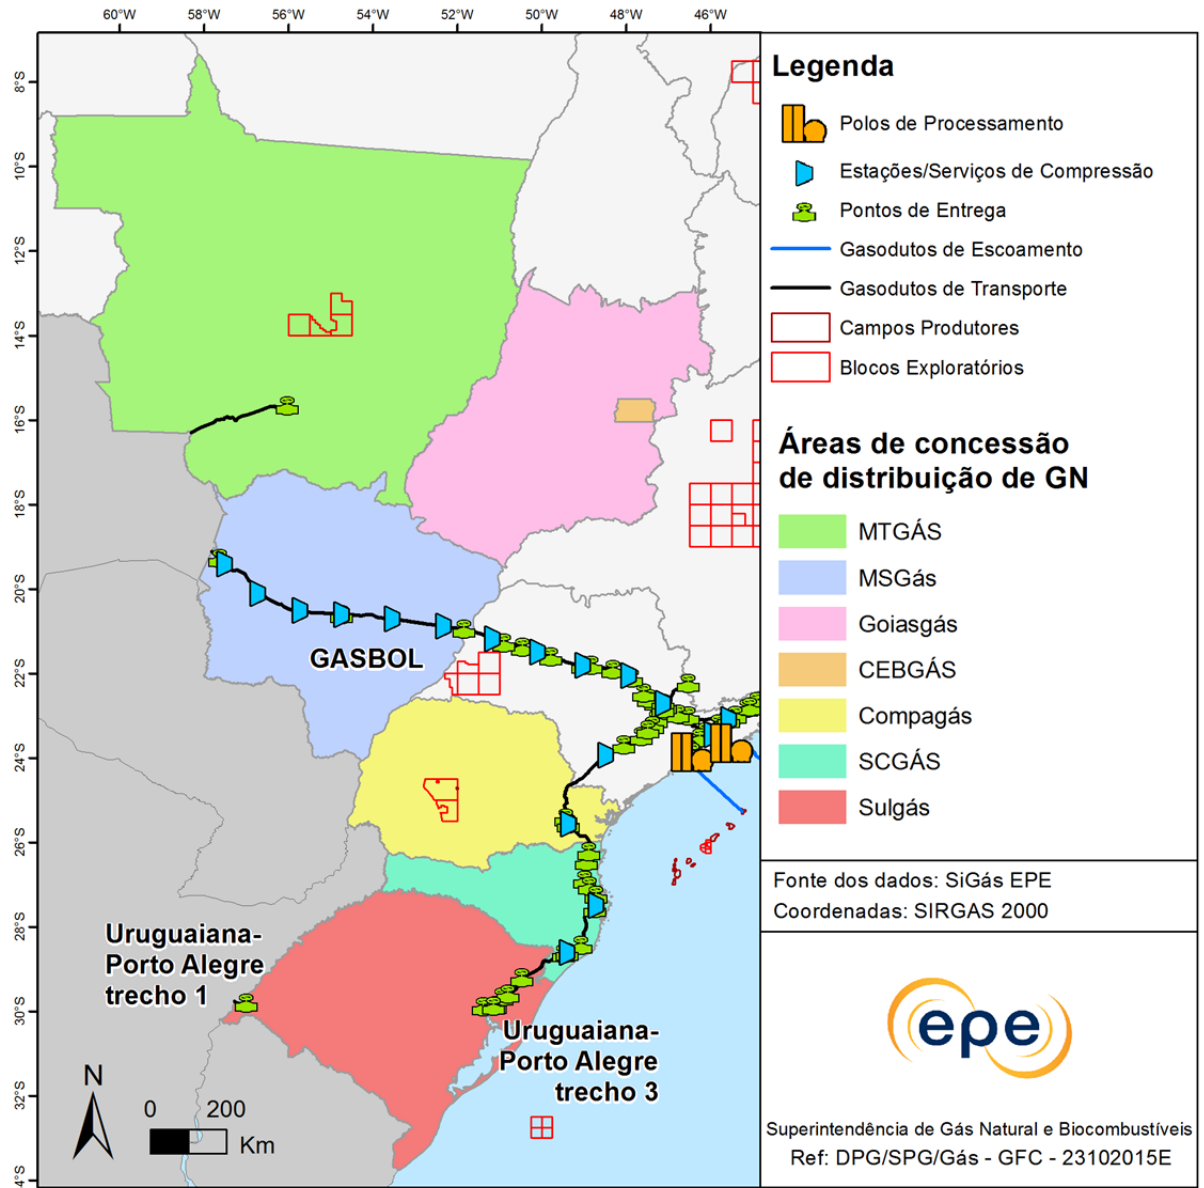 60°W 58°W 56°W 54°W 52°W 50°W 48°W 46°W
8°S
10°S
12°S
14°S
16°S
18°S
20°S
22°S
24°S
26°S
28°S
30°S
32°S
34°S
GASBOL
Uruguaiana-
Porto Alegre
trecho 1
Uruguaiana-
Porto Alegre
trecho 3
N
0 200
Km
Legenda
Polos de Processamento
Estações/Serviços de Compressão
Pontos de Entrega
Gasodutos de Escoamento
Gasodutos de Transporte
Campos Produtores
Blocos Exploratórios
Áreas de concessão
de distribuição de GN
MTGÁS
MSGás
Goiasgás
CEBGÁS
Compagás
SCGÁS
Sulgás
Fonte dos dados: SiGás EPE
Coordenadas: SIRGAS 2000
epe
Superintendência de Gás Natural e Biocombustíveis
Ref: DPG/SPG/Gás - GFC - 23102015E